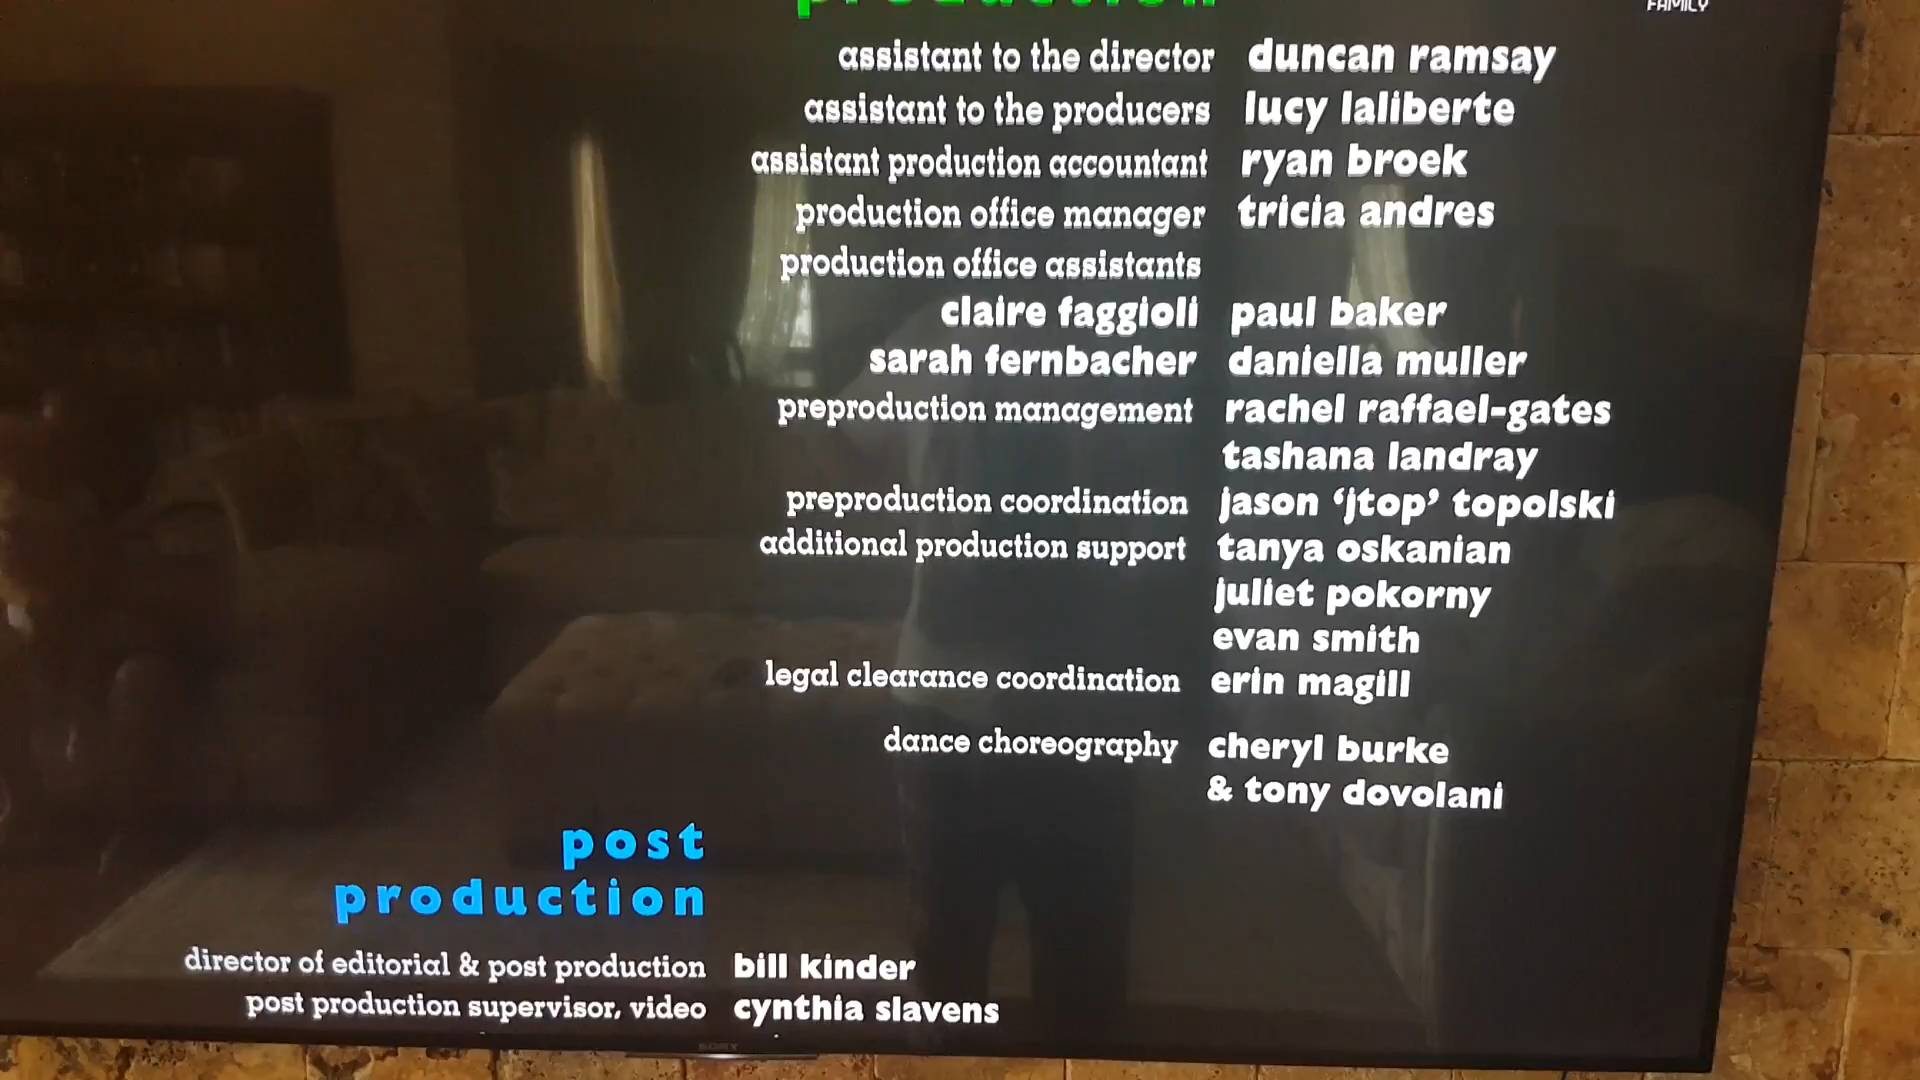 production
FAMILY
assistant to the director duncan ramsay
assistant to the producers lucy laliberte
assistant production accountant ryan broek
production office manager tricia andres
production office assistants
claire faggioli paul baker
sarah fernbacher daniella muller
preproduction management rachel raffael-gates
tashana landray
preproduction coordination jason ‘jtop’ topolski
additional production support tanya oskanian
juliet pokorny
evan smith
legal clearance coordination erin magill
dance choreography cheryl burke
& tony dovolani
post
production
director of editorial & post production bill kinder
post production supervisor, video cynthia slavens
SONY